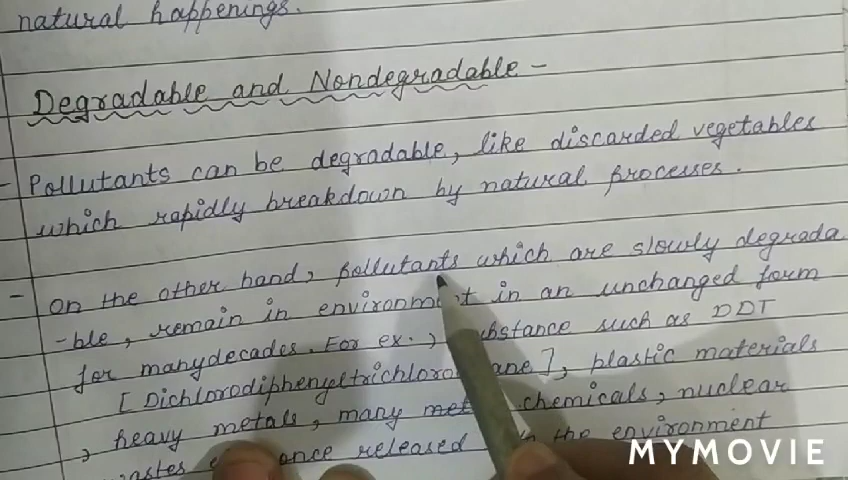 natural happenings.
Degradable and Nondegradable -
- Pollutants can be degradable, like discarded vegetables
which rapidly breakdown by natural processes.
- on the other hand, pollutants which are slowly degrada
-ble, remain in environm t in an unchanged form
for manydecades. For ex., substance such as DDT
[Dichlorodiphenyltrichloro ane], plastic materials
, heavy metals, many chemicals, nuclear
once released the environment
MYMOVIE